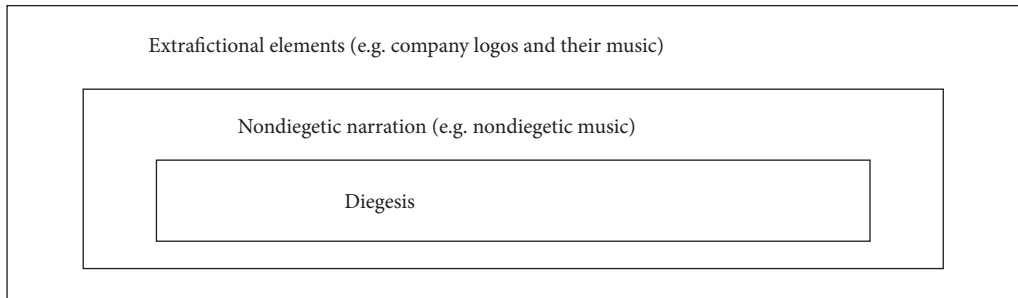 Extrafictional elements (e.g. company logos and their music)
Nondiegetic narration (e.g. nondiegetic music)
Diegesis